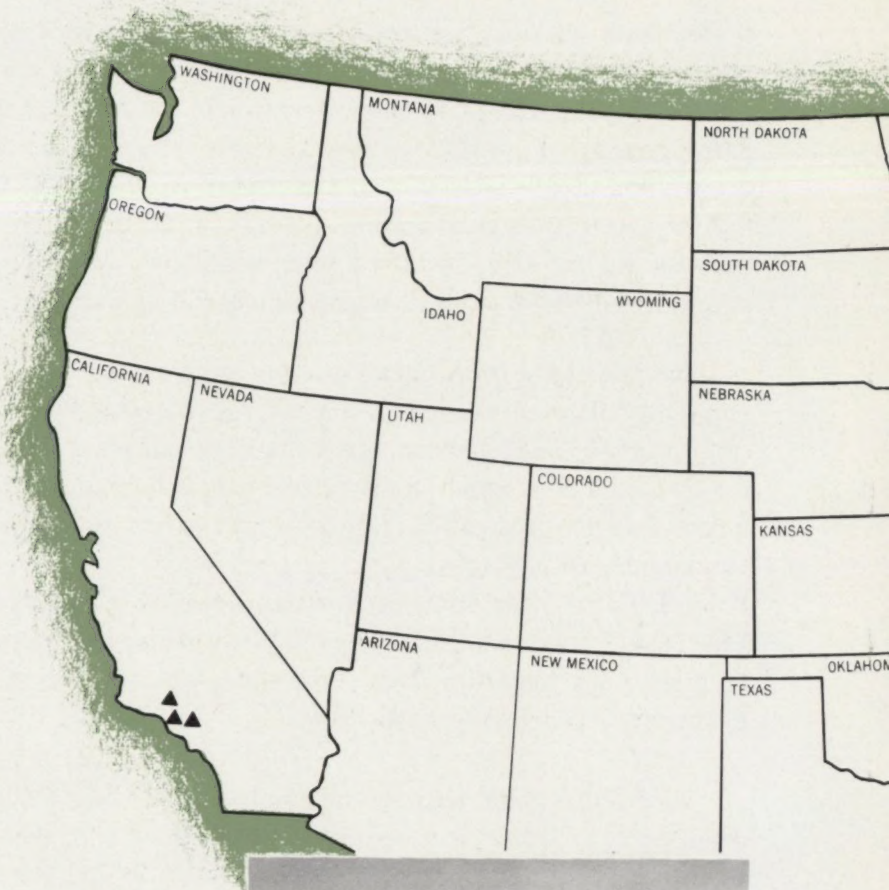 WASHINGTON
MONTANA
NORTH DAKOTA
OREGON
SOUTH DAKOTA
IDAHO
WYOMING
CALIFORNIA
NEVADA
UTAH
NEBRASKA
COLORADO
KANSAS
ARIZONA
NEW MEXICO
OKLAHOM
TEXAS